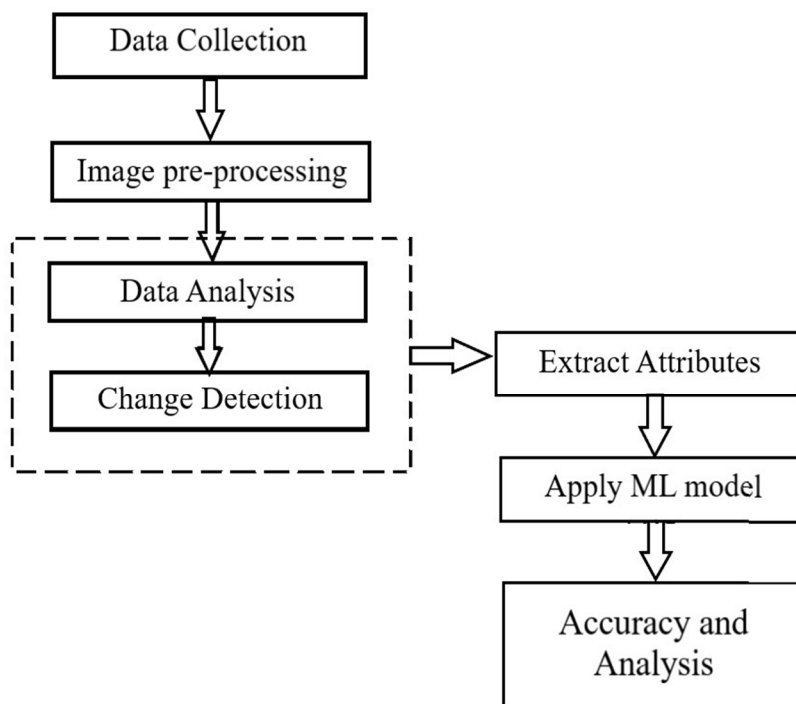 Data Collection
Image pre-processing
Data Analysis
Change Detection
Extract Attributes
Apply ML model
Accuracy and
Analysis